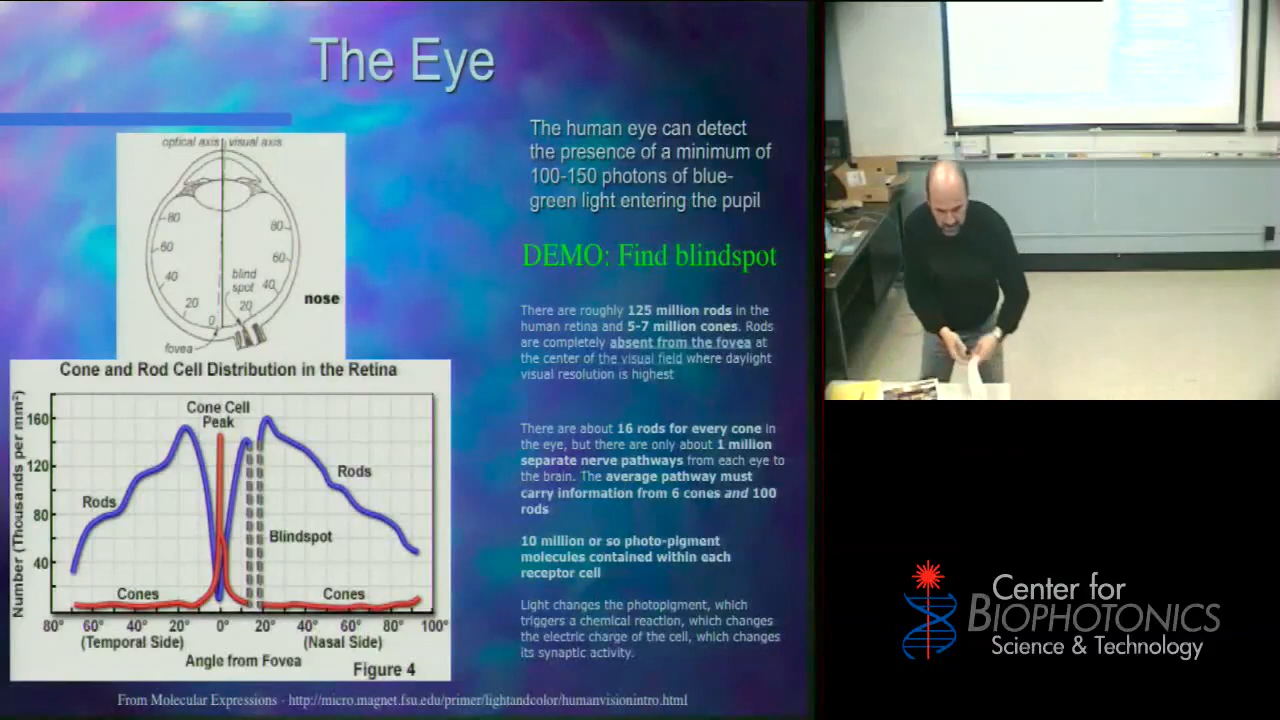 The Eye
optical axis visual axis
80
80
60
60
40
blind
spot
40
20
20
0
nose
fovea
Cone and Rod Cell Distribution in the Retina
Number (Thousands per mm²)
160
120
80
40
Cone Cell
Peak
Rods
Rods
Blindspot
Cones
Cones
80° 60° 40° 20° 0° 20° 40° 60° 80° 100°
(Temporal Side)
(Nasal Side)
Angle from Fovea
Figure 4
The human eye can detect
the presence of a minimum of
100-150 photons of blue-
green light entering the pupil
DEMO: Find blindspot
There are roughly 125 million rods in the
human retina and 5-7 million cones. Rods
are completely absent from the fovea at
the center of the visual field where daylight
visual resolution is highest
There are about 16 rods for every cone in
the eye, but there are only about 1 million
separate nerve pathways from each eye to
the brain. The average pathway must
carry information from 6 cones and 100
rods
10 million or so photo-pigment
molecules contained within each
receptor cell
Light changes the photopigment, which
triggers a chemical reaction, which changes
the electric charge of the cell, which changes
its synaptic activity.
From Molecular Expressions - http://micro.magnet.fsu.edu/primer/lightandcolor/humanvisionintro.html
Center for
BIOPHOTONICS
Science & Technology